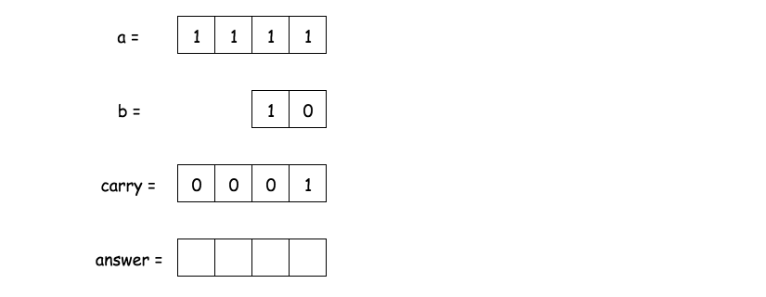 a = 1 1 1 1
b = 1 0
carry = 0 0 0 1
answer =